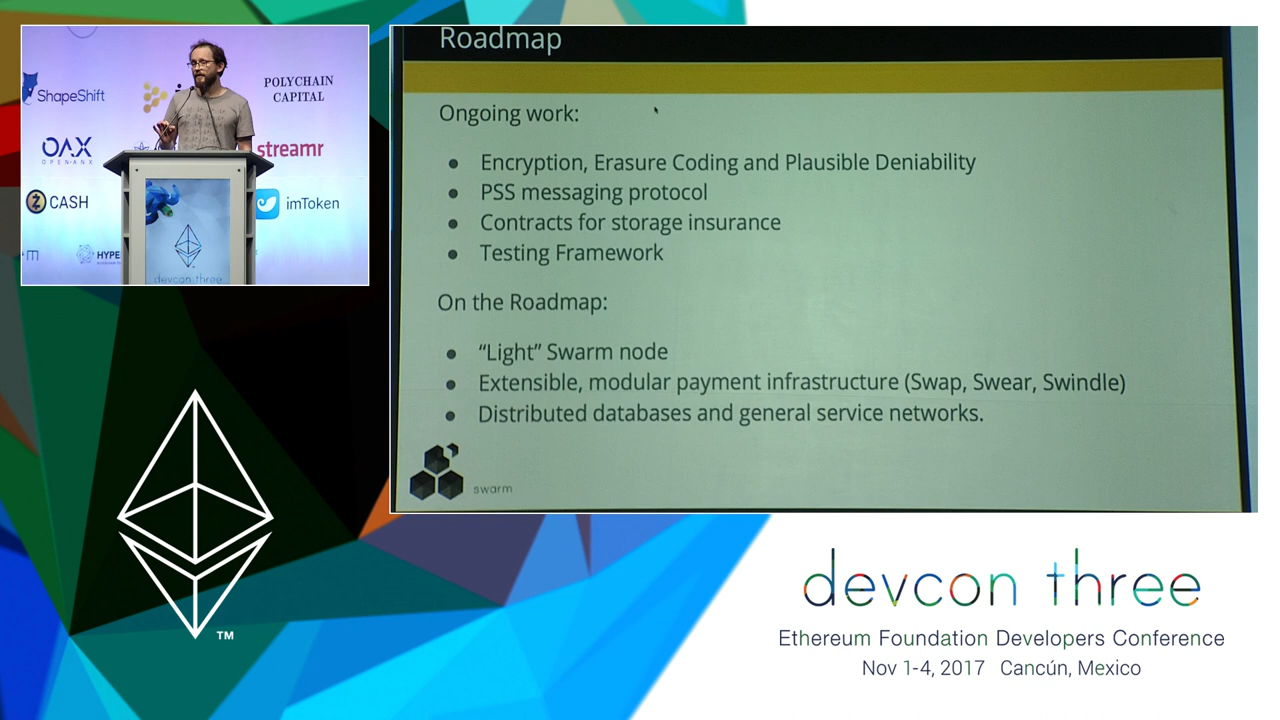 ShapeShift
POLYCHAIN
CAPITAL
OAX
OPENANX
streamr
CASH
imToken
HYPE
devcon three
Roadmap
Ongoing work:
● Encryption, Erasure Coding and Plausible Deniability
● PSS messaging protocol
● Contracts for storage insurance
● Testing Framework
On the Roadmap:
● “Light” Swarm node
● Extensible, modular payment infrastructure (Swap, Swear, Swindle)
● Distributed databases and general service networks.
swarm
TM
devcon three
Ethereum Foundation Developers Conference
Nov 1-4, 2017 Cancún, Mexico